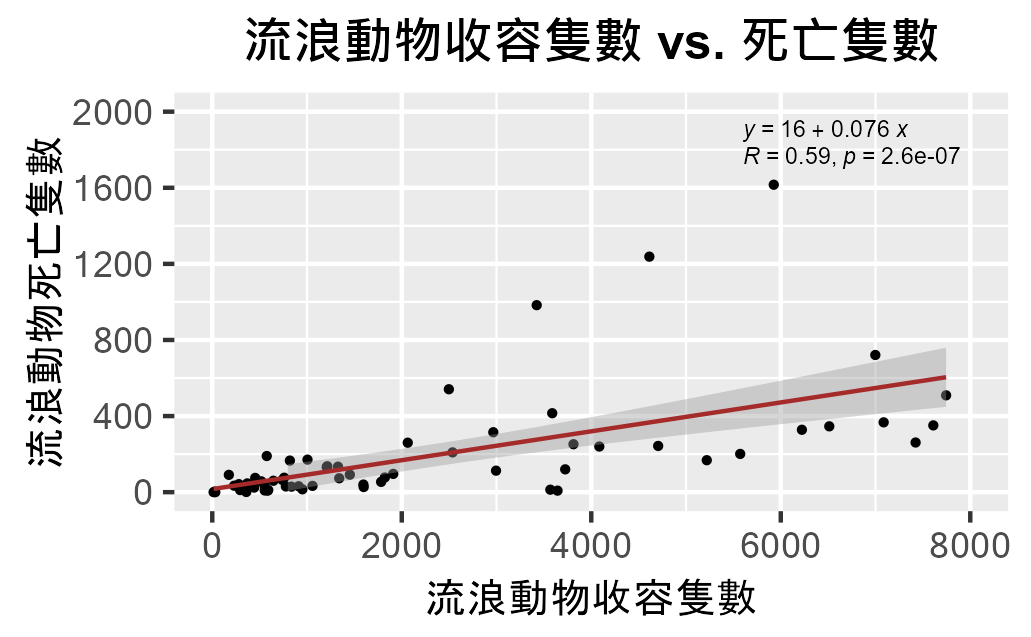 流浪動物收容隻數 vs. 死亡隻數
y = 16 + 0.076 x
R = 0.59, p = 2.6e-07
流浪動物死亡隻數
2000
1600
1200
800
400
0
0 2000 4000 6000 8000
流浪動物收容隻數